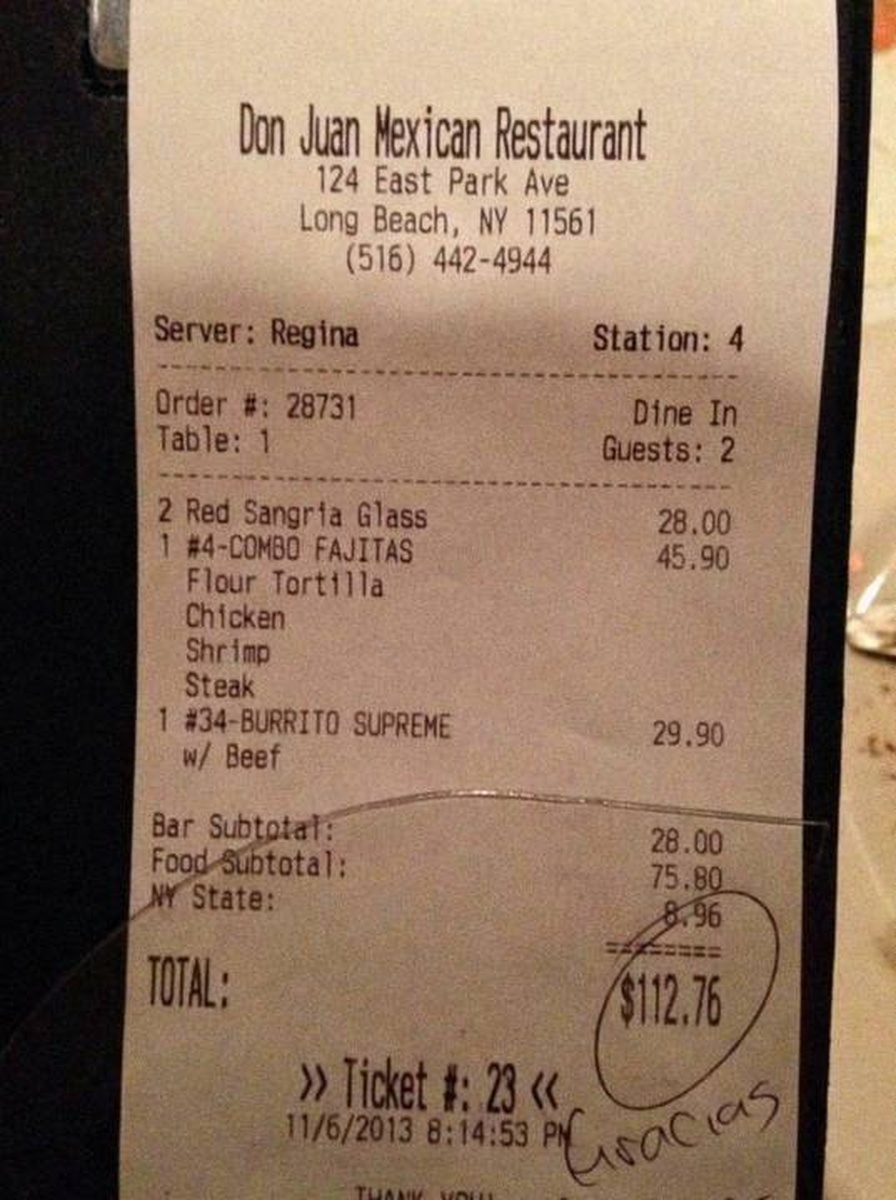 Don Juan Mexican Restaurant
124 East Park Ave
Long Beach, NY 11561
(516) 442-4944
Server: Regina Station: 4
Order #: 28731 Dine In
Table: 1 Guests: 2
2 Red Sangria Glass 28.00
1 #4-COMBO FAJITAS 45.90
Flour Tortilla
Chicken
Shrimp
Steak
1 #34-BURRITO SUPREME 29.90
w/ Beef
Bar Subtotal: 28.00
Food Subtotal: 75.80
NY State: 8.96
TOTAL: $112.76
>> Ticket #: 23 <<
11/6/2013 8:14:53 PM
Gracias
THANK YOU!